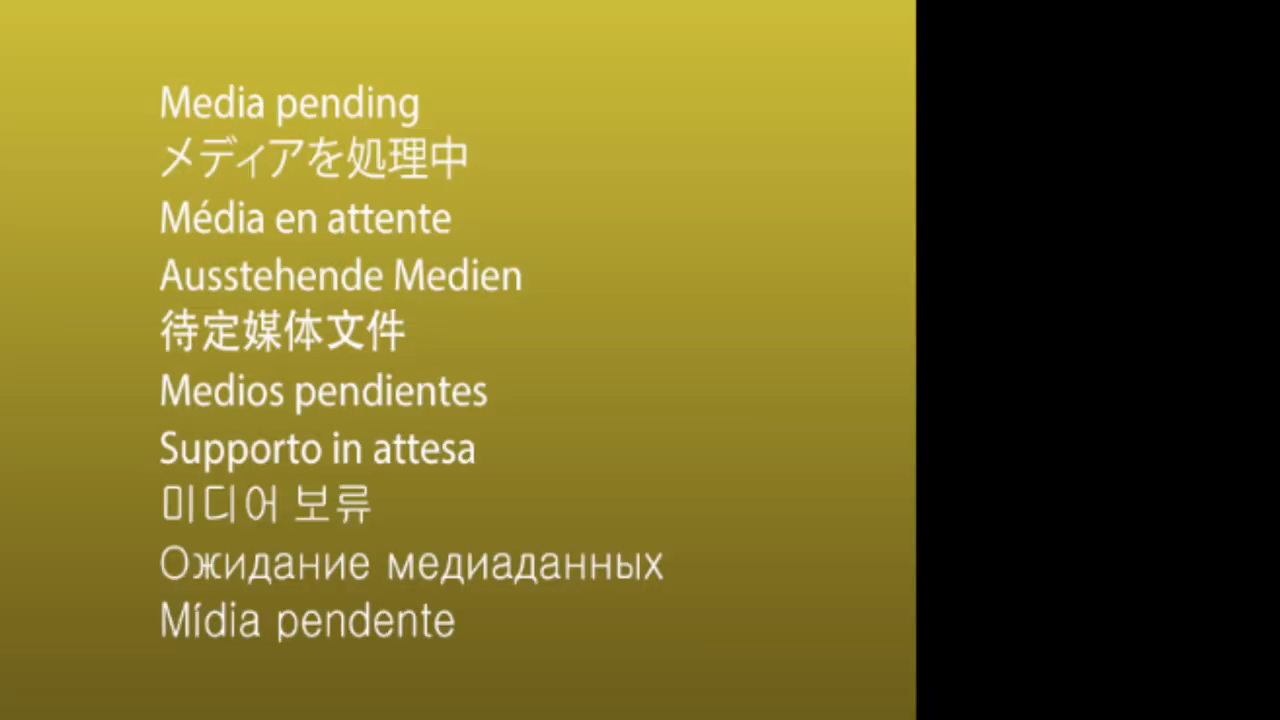 Media pending
メディアを処理中
Média en attente
Ausstehende Medien
待定媒体文件
Medios pendientes
Supporto in attesa
미디어 보류
Ожидание медиаданных
Mídia pendente